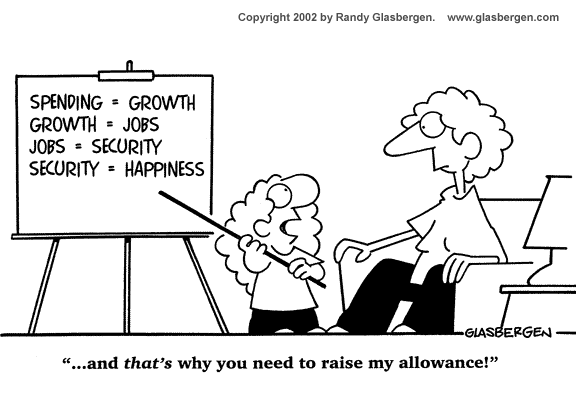 Copyright 2002 by Randy Glasbergen. www.glasbergen.com
SPENDING = GROWTH
GROWTH = JOBS
JOBS = SECURITY
SECURITY = HAPPINESS
GLASBERGEN
“...and that's why you need to raise my allowance!”